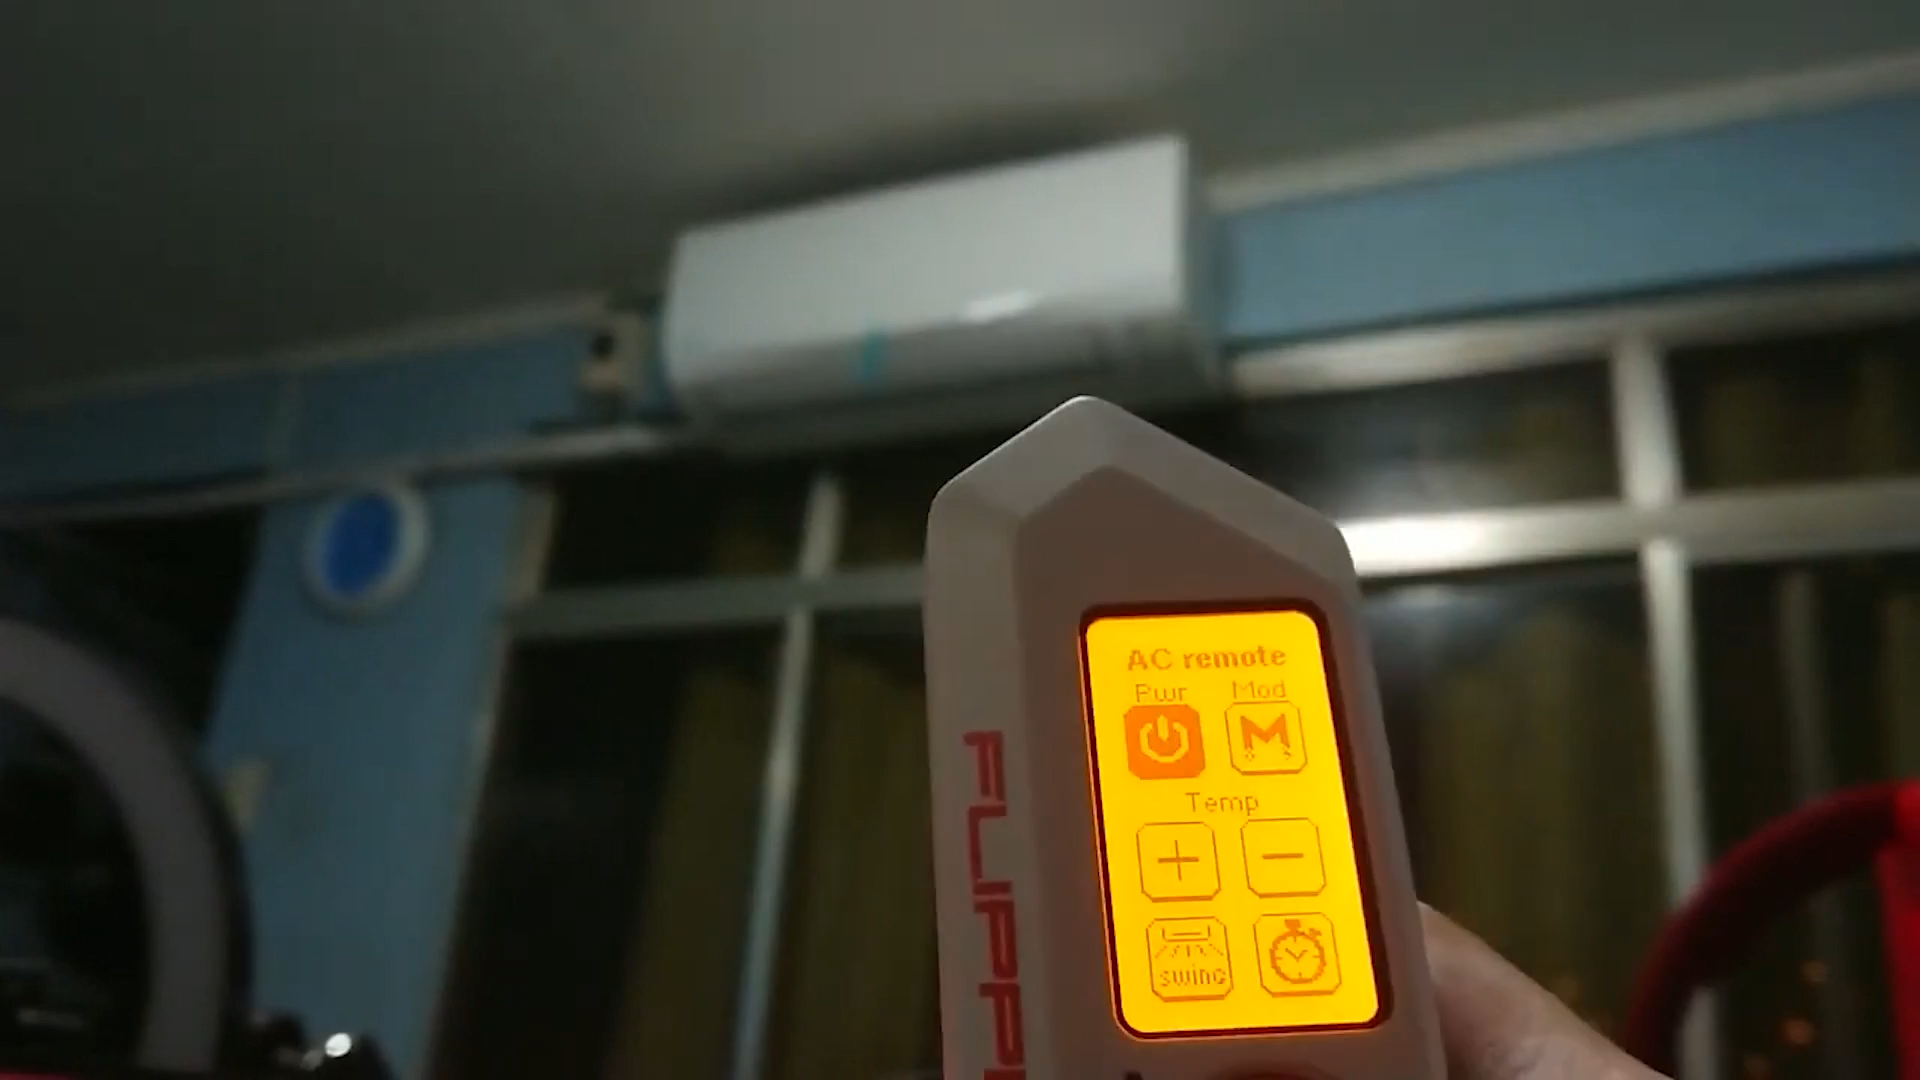 AC remote
Pwr Mod
M
Temp
+ −
swing
FLIPP